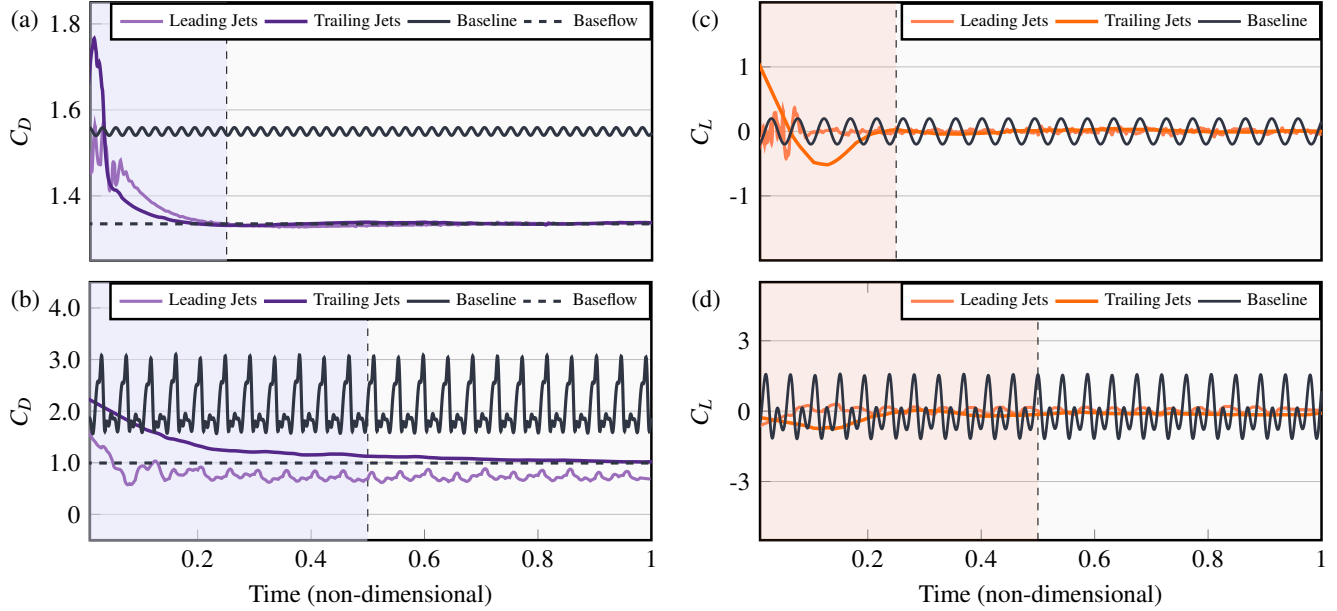 (a)
Leading Jets Trailing Jets Baseline Baseflow
1.8
1.6
1.4
C_D
(c)
Leading Jets Trailing Jets Baseline
1
0
-1
C_L
(b)
Leading Jets Trailing Jets Baseline Baseflow
4.0
3.0
2.0
1.0
0
C_D
0.2 0.4 0.6 0.8 1
Time (non-dimensional)
(d)
Leading Jets Trailing Jets Baseline
3
0
-3
C_L
0.2 0.4 0.6 0.8 1
Time (non-dimensional)